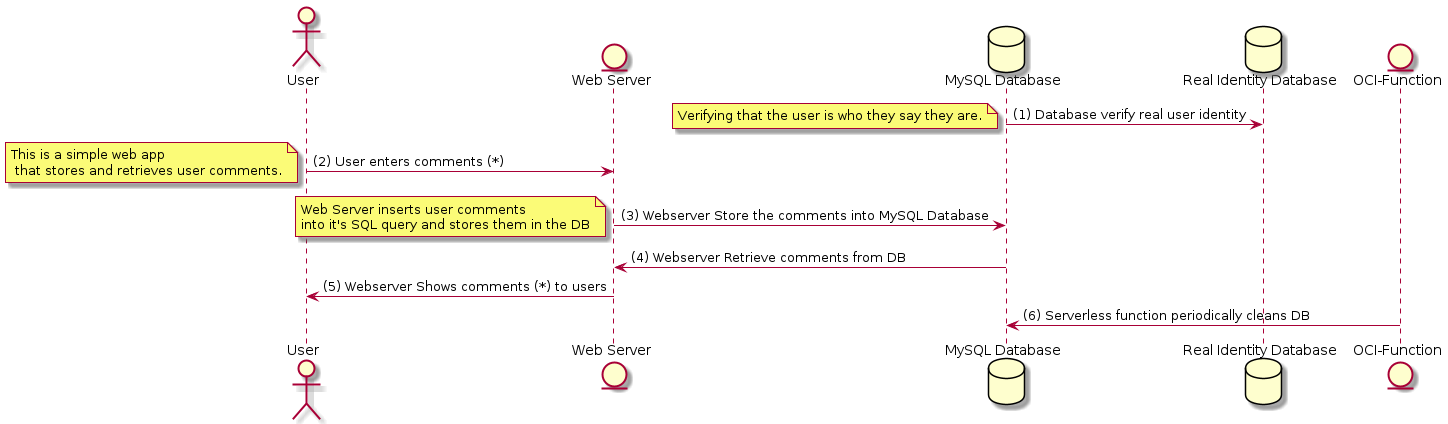 User
Web Server
MySQL Database
Real Identity Database
OCI-Function
Verifying that the user is who they say they are.
(1) Database verify real user identity
This is a simple web app
that stores and retrieves user comments.
(2) User enters comments (*)
Web Server inserts user comments
into it's SQL query and stores them in the DB
(3) Webserver Store the comments into MySQL Database
(4) Webserver Retrieve comments from DB
(5) Webserver Shows comments (*) to users
(6) Serverless function periodically cleans DB
User
Web Server
MySQL Database
Real Identity Database
OCI-Function